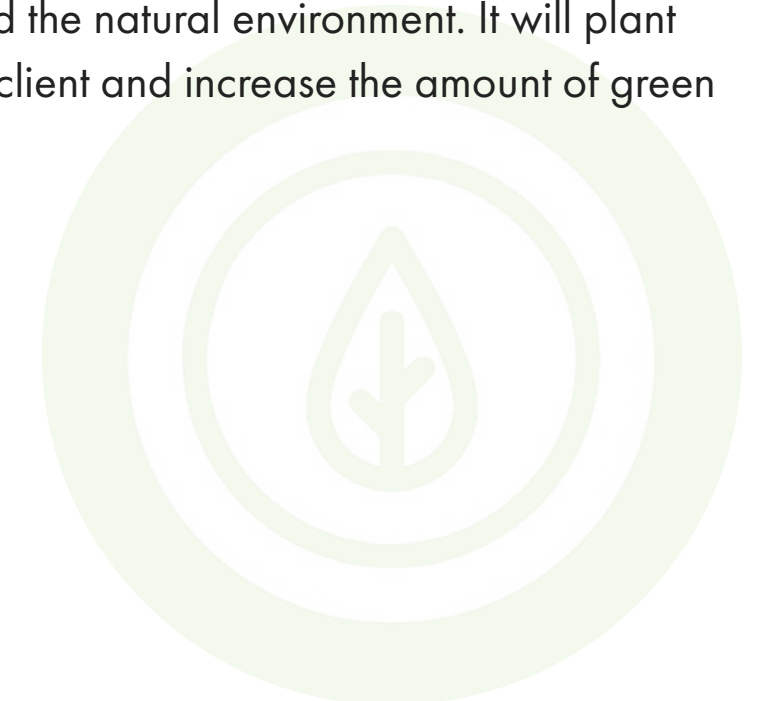 d the natural environment. It will plant
client and increase the amount of green